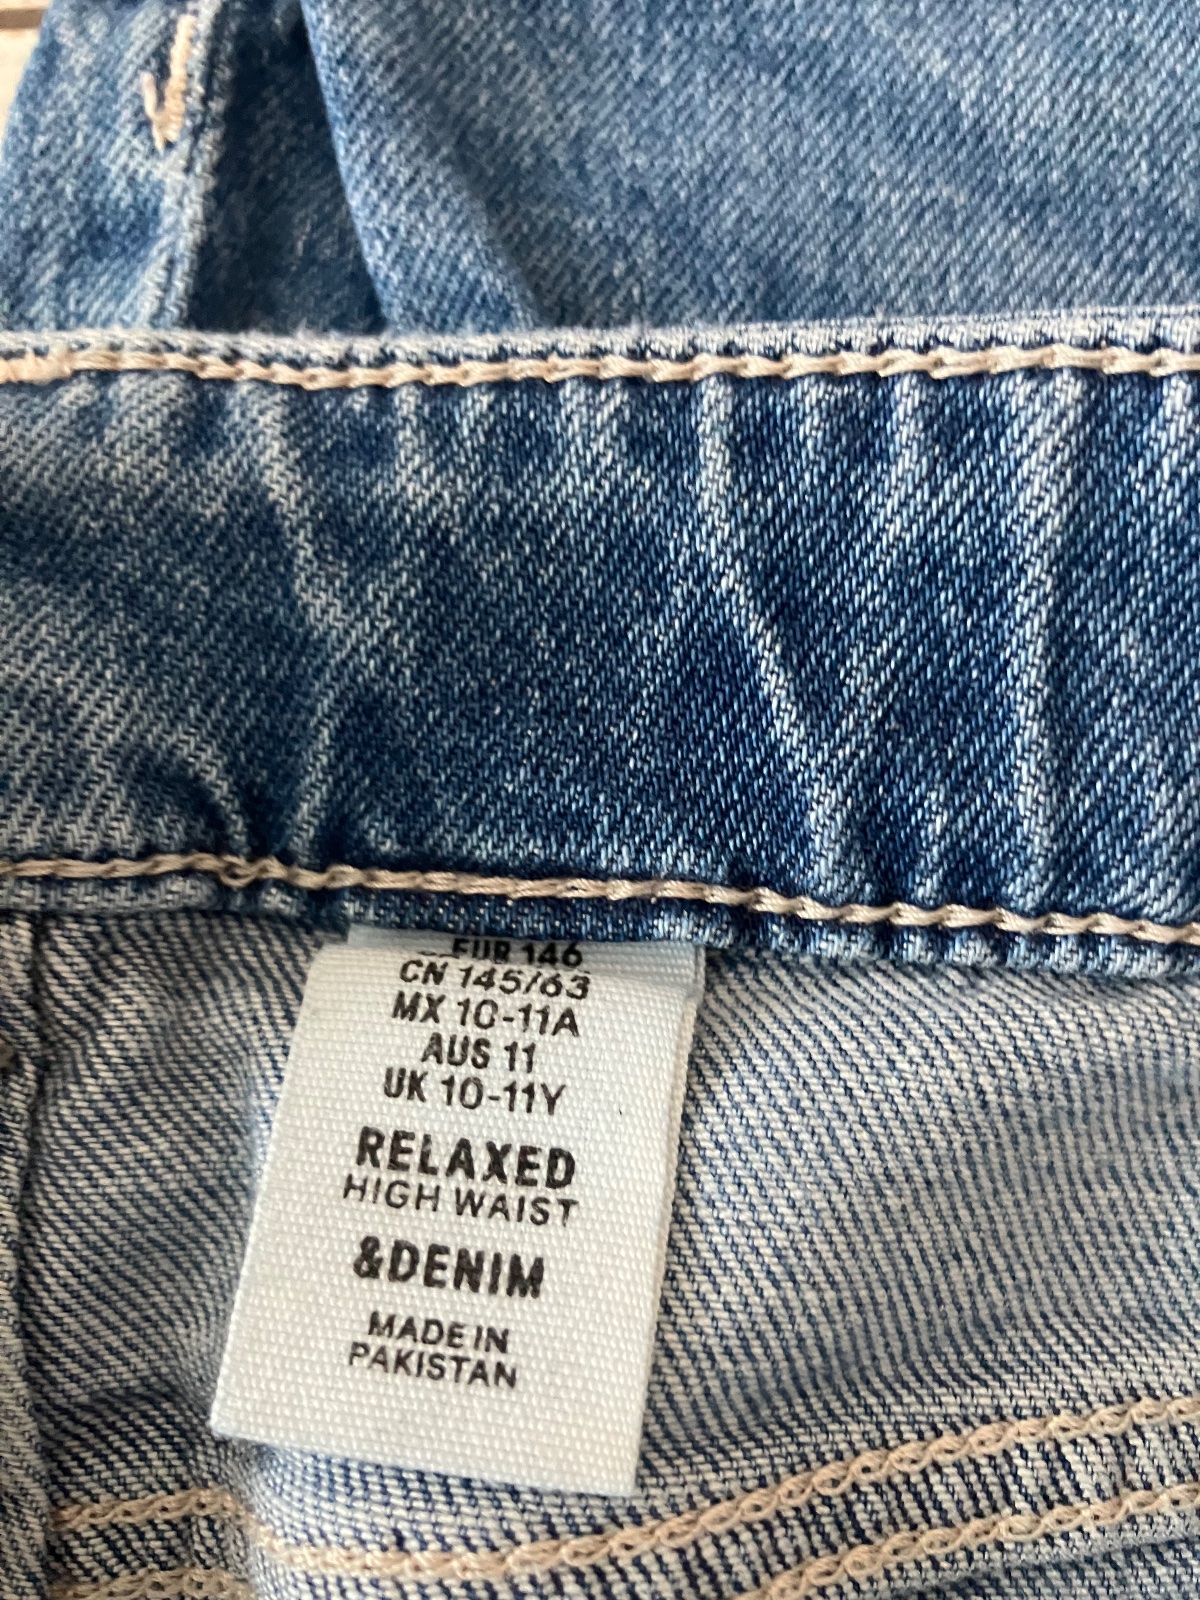 EUR 146
CN 145/63
MX 10-11A
AUS 11
UK 10-11Y
RELAXED
HIGH WAIST
&DENIM
MADE IN
PAKISTAN